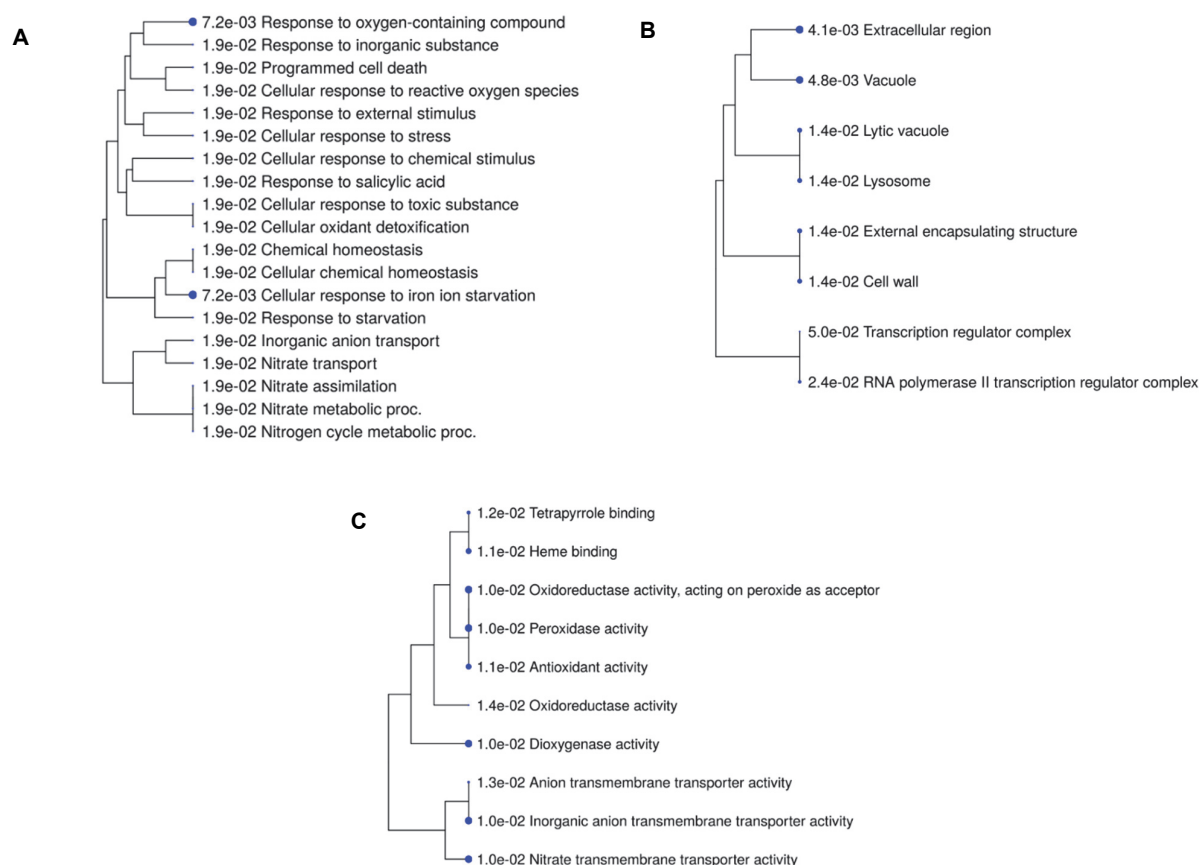 A
7.2e-03 Response to oxygen-containing compound
1.9e-02 Response to inorganic substance
1.9e-02 Programmed cell death
1.9e-02 Cellular response to reactive oxygen species
1.9e-02 Response to external stimulus
1.9e-02 Cellular response to stress
1.9e-02 Cellular response to chemical stimulus
1.9e-02 Response to salicylic acid
1.9e-02 Cellular response to toxic substance
1.9e-02 Cellular oxidant detoxification
1.9e-02 Chemical homeostasis
1.9e-02 Cellular chemical homeostasis
7.2e-03 Cellular response to iron ion starvation
1.9e-02 Response to starvation
1.9e-02 Inorganic anion transport
1.9e-02 Nitrate transport
1.9e-02 Nitrate assimilation
1.9e-02 Nitrate metabolic proc.
1.9e-02 Nitrogen cycle metabolic proc.
B
4.1e-03 Extracellular region
4.8e-03 Vacuole
1.4e-02 Lytic vacuole
1.4e-02 Lysosome
1.4e-02 External encapsulating structure
1.4e-02 Cell wall
5.0e-02 Transcription regulator complex
2.4e-02 RNA polymerase II transcription regulator complex
C
1.2e-02 Tetrapyrrole binding
1.1e-02 Heme binding
1.0e-02 Oxidoreductase activity, acting on peroxide as acceptor
1.0e-02 Peroxidase activity
1.1e-02 Antioxidant activity
1.4e-02 Oxidoreductase activity
1.0e-02 Dioxygenase activity
1.3e-02 Anion transmembrane transporter activity
1.0e-02 Inorganic anion transmembrane transporter activity
1.0e-02 Nitrate transmembrane transporter activity